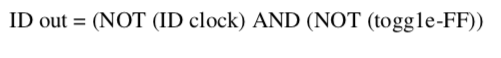 ID out = (NOT (ID clock) AND (NOT (toggle-FF))